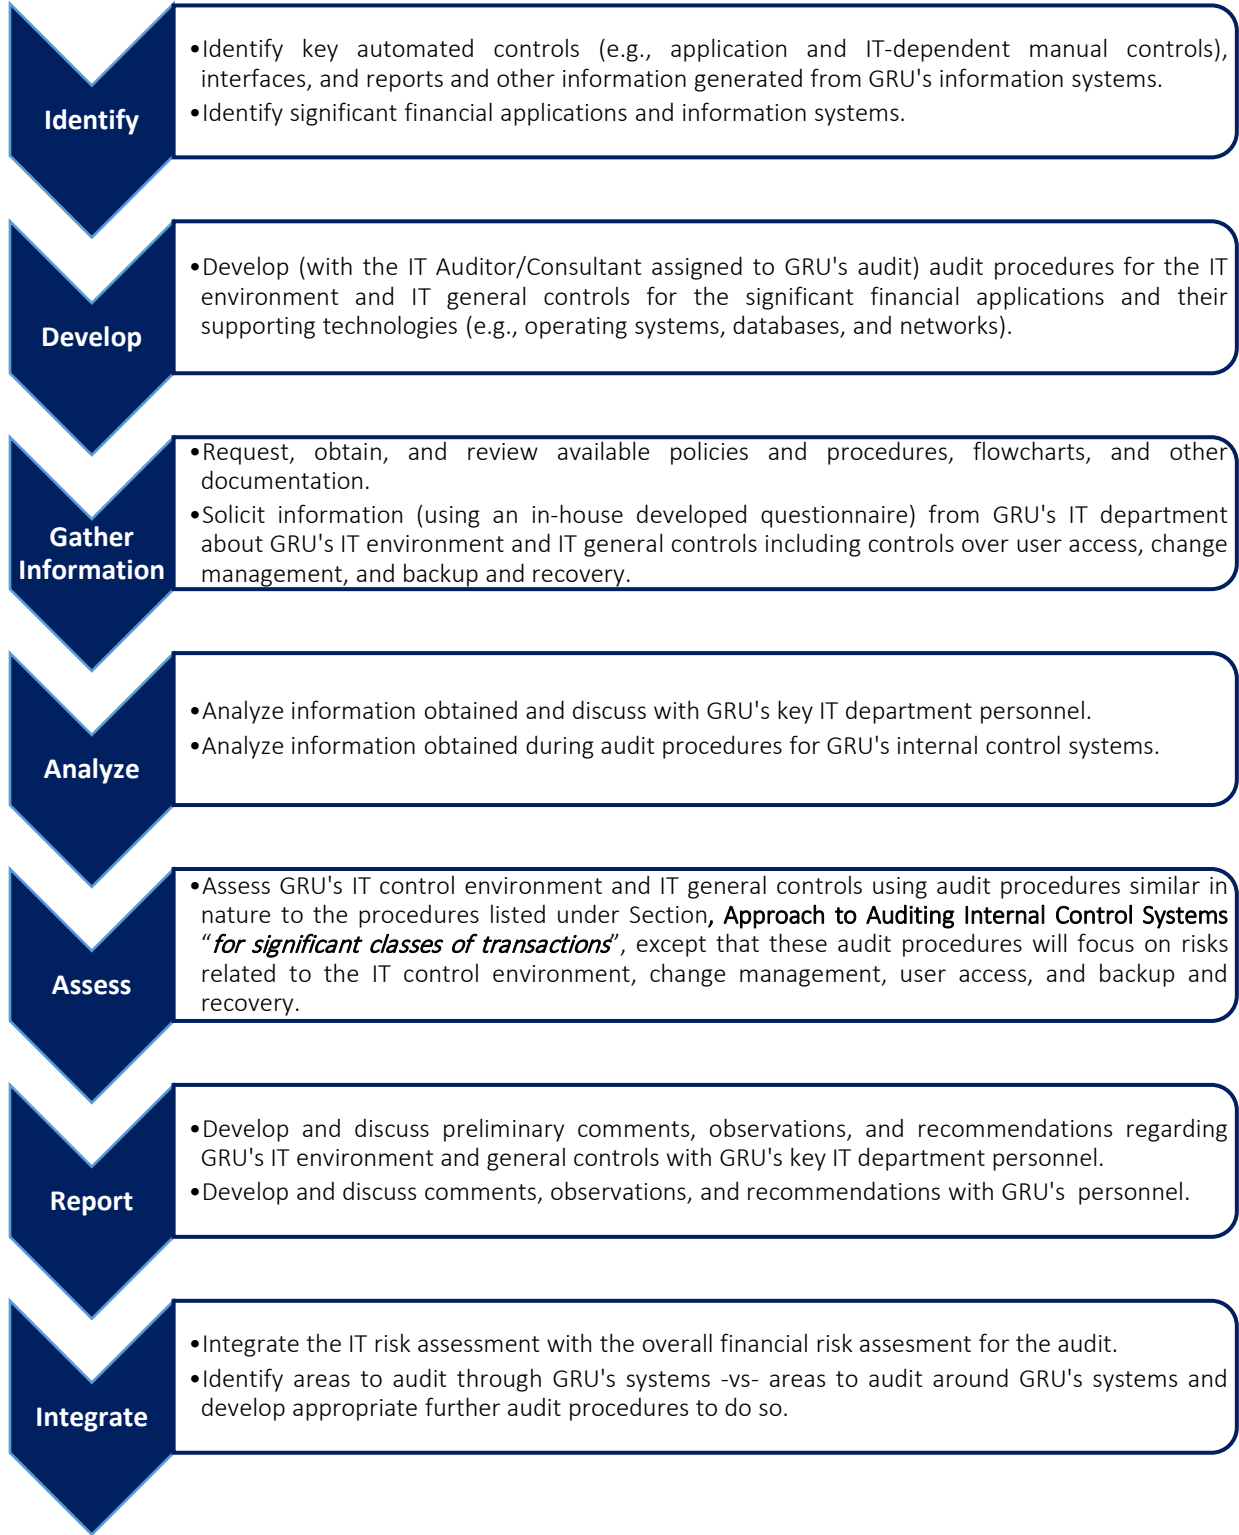 Identify
•Identify key automated controls (e.g., application and IT-dependent manual controls),
interfaces, and reports and other information generated from GRU's information systems.
•Identify significant financial applications and information systems.
Develop
•Develop (with the IT Auditor/Consultant assigned to GRU's audit) audit procedures for the IT
environment and IT general controls for the significant financial applications and their
supporting technologies (e.g., operating systems, databases, and networks).
Gather
Information
•Request, obtain, and review available policies and procedures, flowcharts, and other
documentation.
•Solicit information (using an in-house developed questionnaire) from GRU's IT department
about GRU's IT environment and IT general controls including controls over user access, change
management, and backup and recovery.
Analyze
•Analyze information obtained and discuss with GRU's key IT department personnel.
•Analyze information obtained during audit procedures for GRU's internal control systems.
Assess
•Assess GRU's IT control environment and IT general controls using audit procedures similar in
nature to the procedures listed under Section, Approach to Auditing Internal Control Systems
“for significant classes of transactions”, except that these audit procedures will focus on risks
related to the IT control environment, change management, user access, and backup and
recovery.
Report
•Develop and discuss preliminary comments, observations, and recommendations regarding
GRU's IT environment and general controls with GRU's key IT department personnel.
•Develop and discuss comments, observations, and recommendations with GRU's personnel.
Integrate
•Integrate the IT risk assessment with the overall financial risk assesment for the audit.
•Identify areas to audit through GRU's systems -vs- areas to audit around GRU's systems and
develop appropriate further audit procedures to do so.